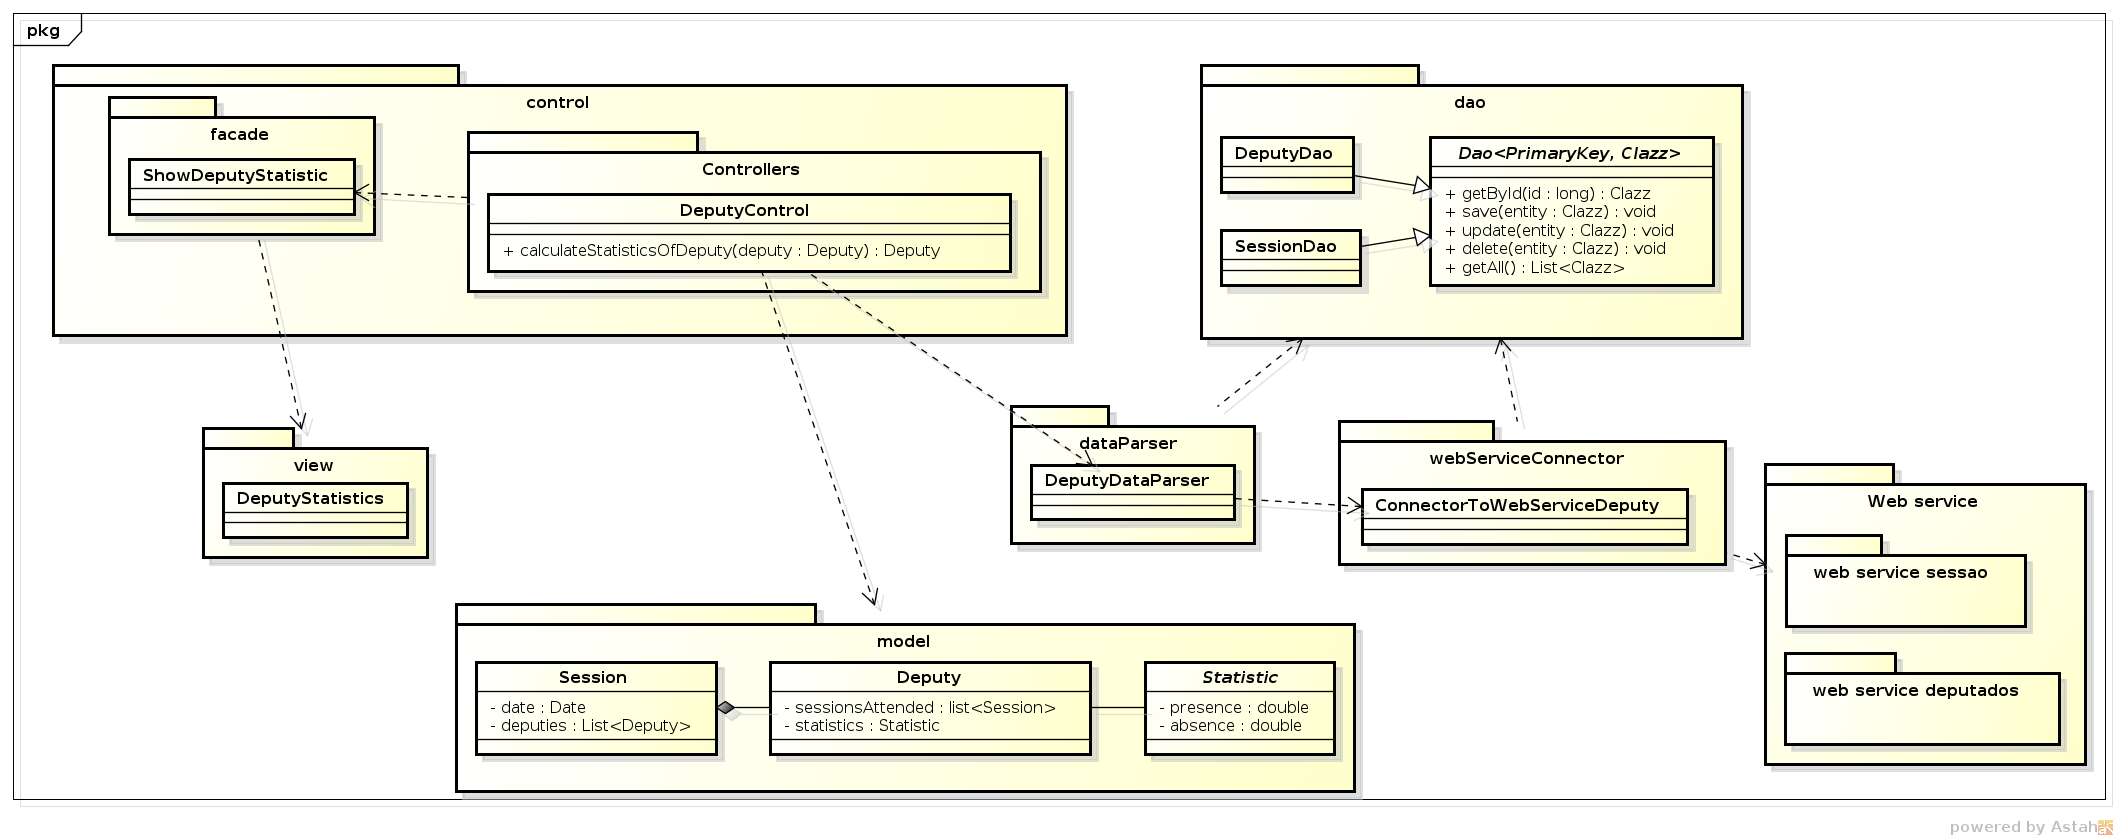 pkg
control
facade
ShowDeputyStatistic
Controllers
DeputyControl
+ calculateStatisticsOfDeputy(deputy : Deputy) : Deputy
dao
DeputyDao
SessionDao
Dao<PrimaryKey, Clazz>
+ getById(id : long) : Clazz
+ save(entity : Clazz) : void
+ update(entity : Clazz) : void
+ delete(entity : Clazz) : void
+ getAll() : List<Clazz>
view
DeputyStatistics
dataParser
DeputyDataParser
webServiceConnector
ConnectorToWebServiceDeputy
Web service
web service sessao
web service deputados
model
Session
- date : Date
- deputies : List<Deputy>
Deputy
- sessionsAttended : list<Session>
- statistics : Statistic
Statistic
- presence : double
- absence : double
powered by Astah